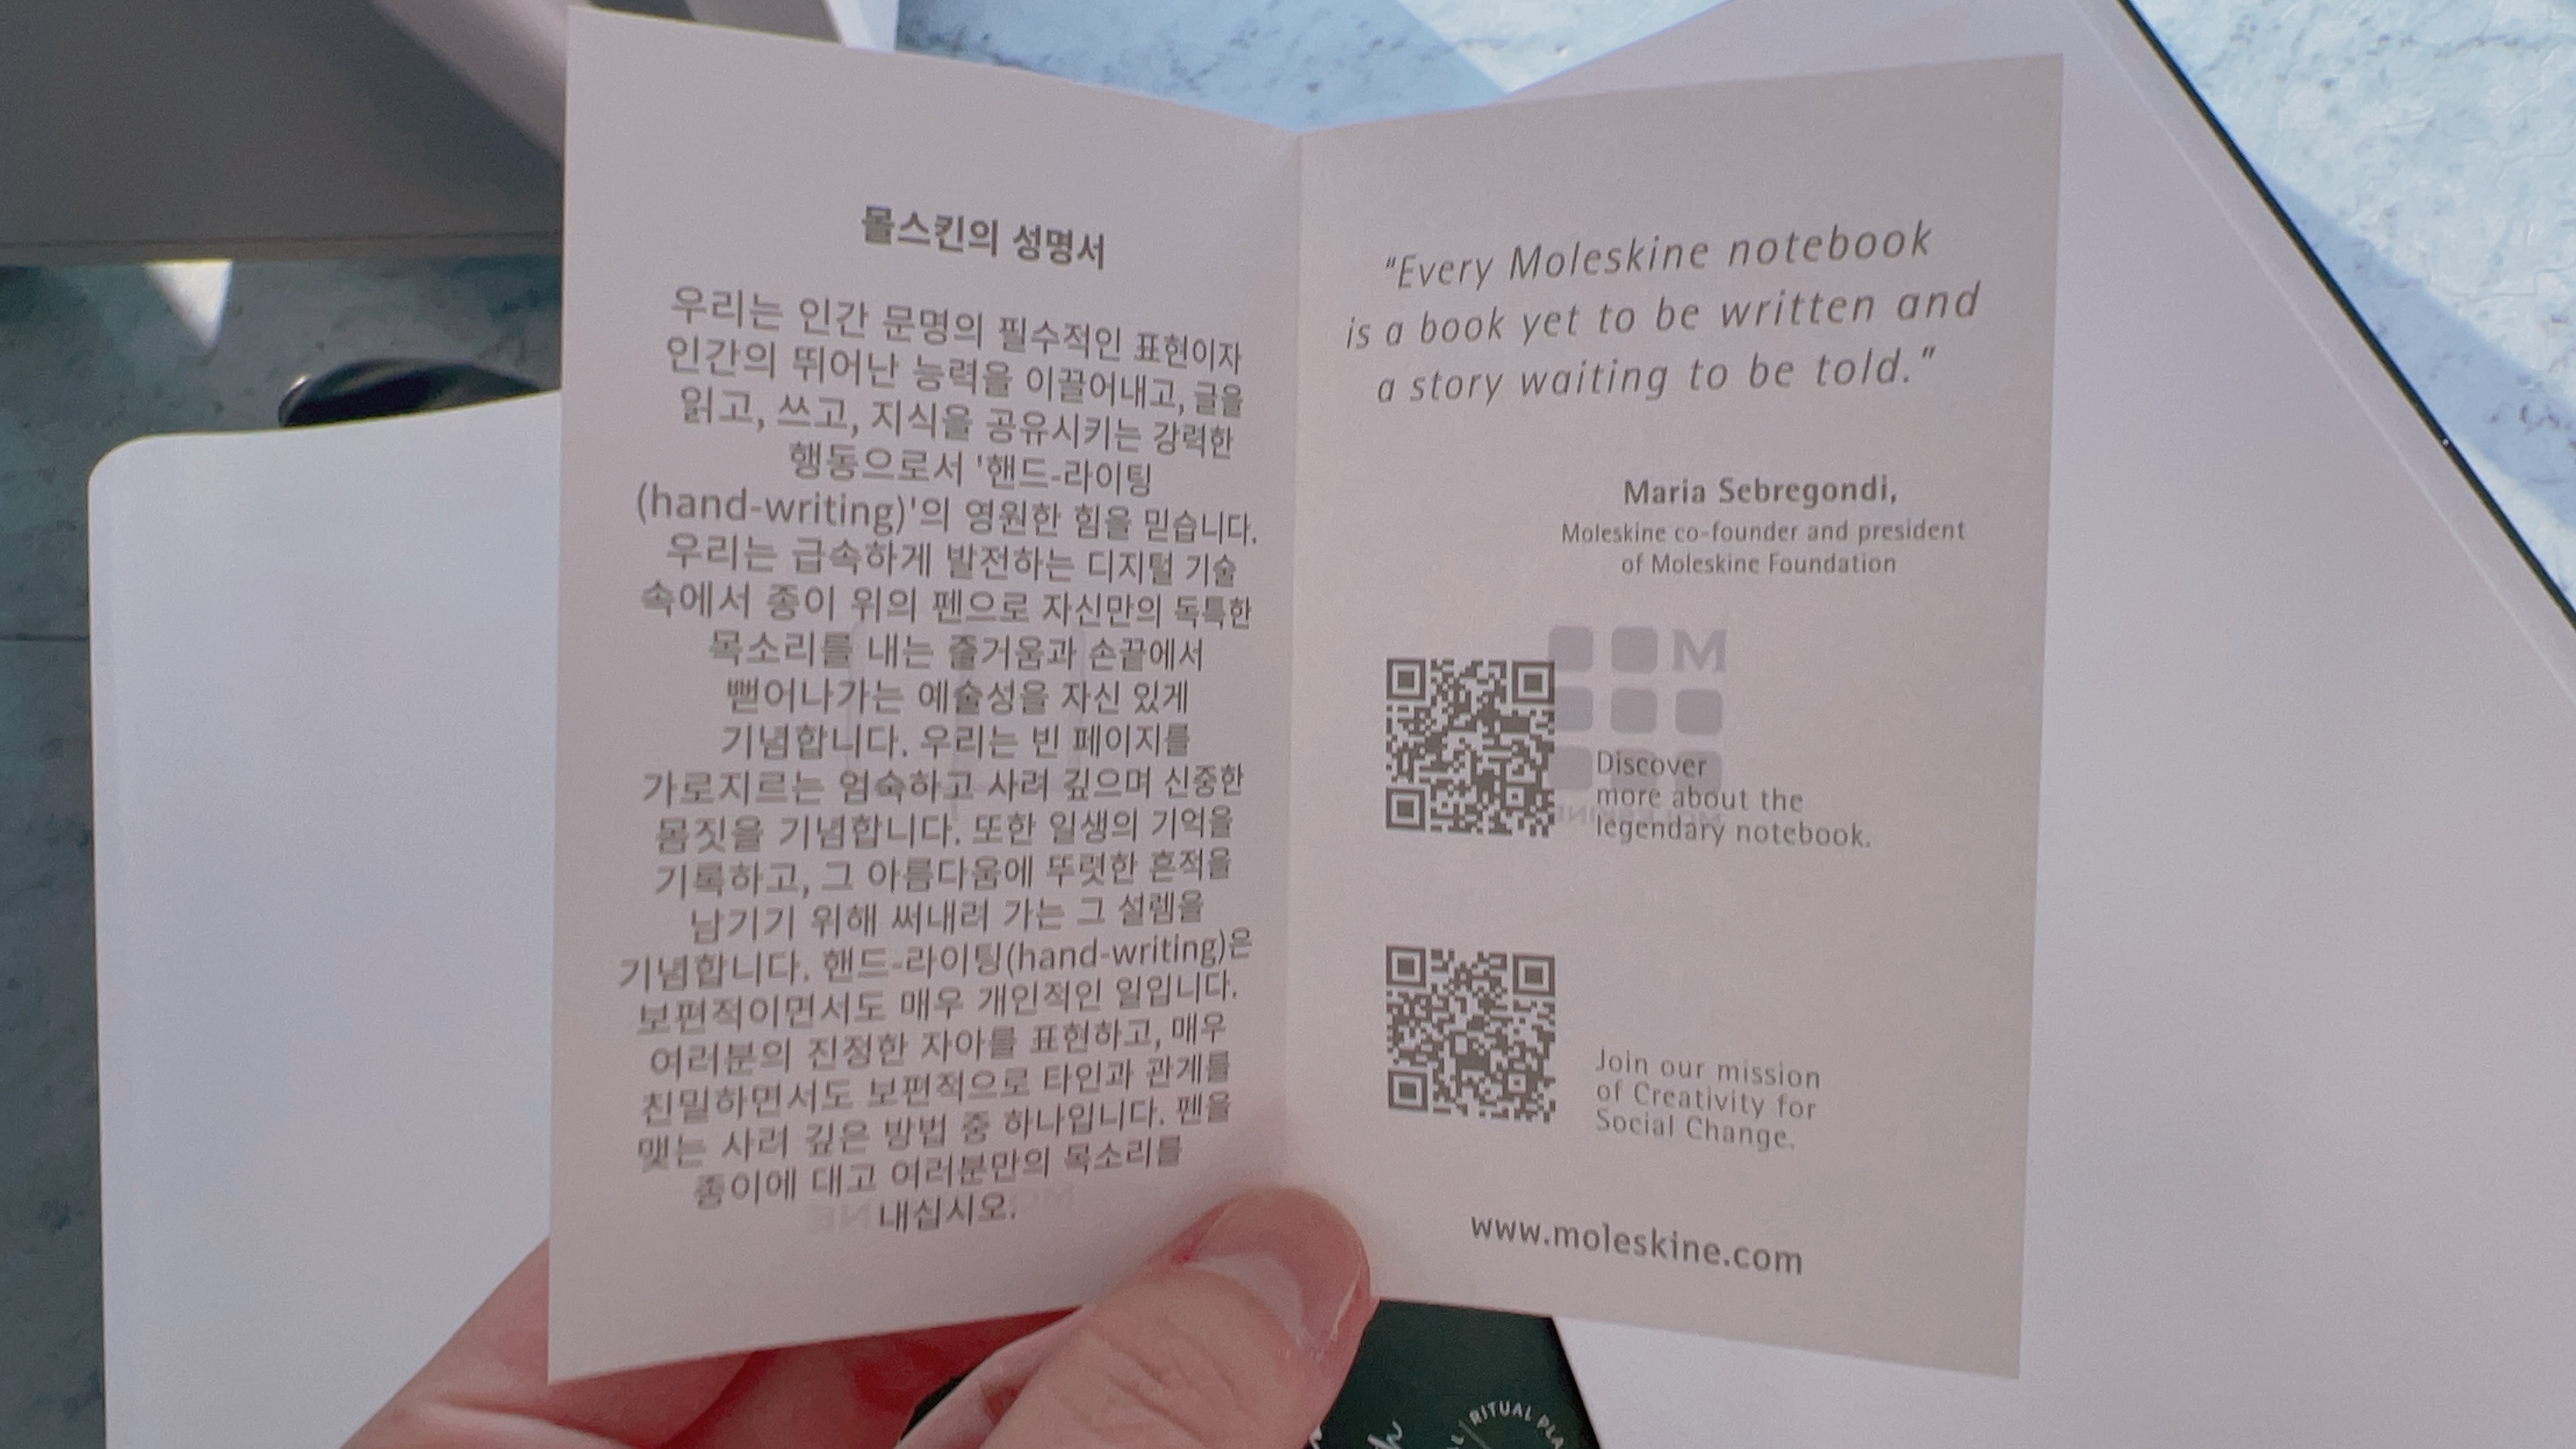 몰스킨의 성명서
우리는 인간 문명의 필수적인 표현이자
인간의 뛰어난 능력을 이끌어내고, 글을
읽고, 쓰고, 지식을 공유시키는 강력한
행동으로서 '핸드-라이팅
(hand-writing)'의 영원한 힘을 믿습니다.
우리는 급속하게 발전하는 디지털 기술
속에서 종이 위의 펜으로 자신만의 독특한
목소리를 내는 즐거움과 손끝에서
뻗어나가는 예술성을 자신 있게
기념합니다. 우리는 빈 페이지를
가로지르는 엄숙하고 사려 깊으며 신중한
몸짓을 기념합니다. 또한 일생의 기억을
기록하고, 그 아름다움에 뚜렷한 흔적을
남기기 위해 써내려 가는 그 설렘을
기념합니다. 핸드-라이팅(hand-writing)은
보편적이면서도 매우 개인적인 일입니다.
여러분의 진정한 자아를 표현하고, 매우
친밀하면서도 보편적으로 타인과 관계를
맺는 사려 깊은 방법 중 하나입니다. 펜을
종이에 대고 여러분만의 목소리를
내십시오.
"Every Moleskine notebook
is a book yet to be written and
a story waiting to be told."
Maria Sebregondi,
Moleskine co-founder and president
of Moleskine Foundation
M
Discover
more about the
legendary notebook.
Join our mission
of Creativity for
Social Change.
www.moleskine.com
RITUAL